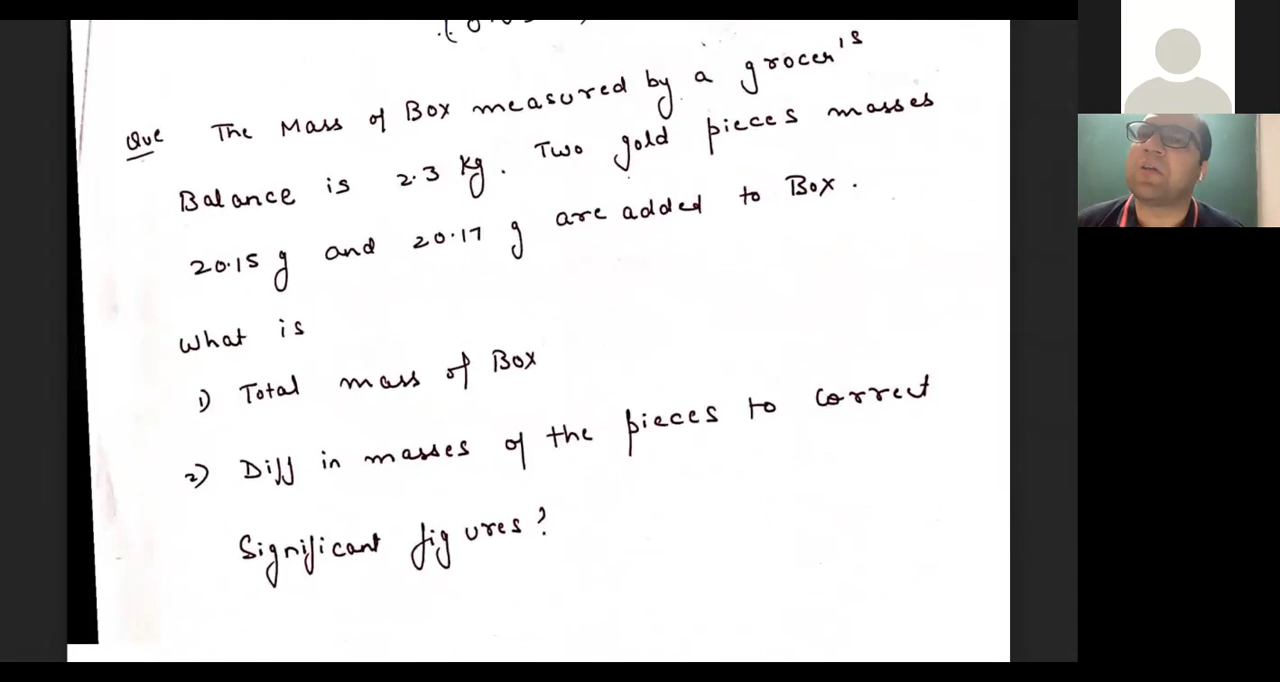 Que The Mass of Box measured by a grocer's
Balance is 2.3 kg. Two gold pieces masses
20.15 g and 20.17 g are added to Box.
What is
1) Total mass of Box
2) Diff in masses of the pieces to correct
Significant figures?